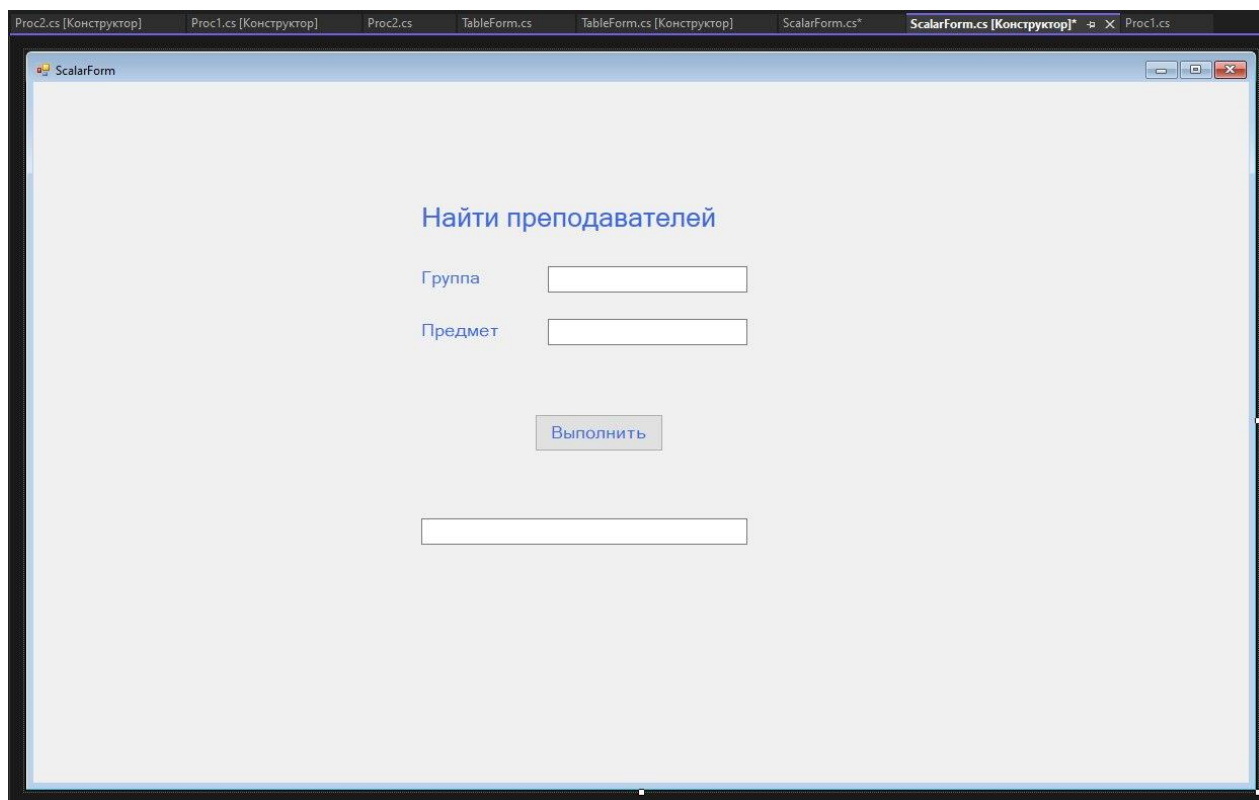 Proc2.cs [Конструктор] Proc1.cs [Конструктор] Proc2.cs TableForm.cs TableForm.cs [Конструктор] ScalarForm.cs* ScalarForm.cs [Конструктор]* Proc1.cs
ScalarForm
Найти преподавателей
Группа
Предмет
Выполнить